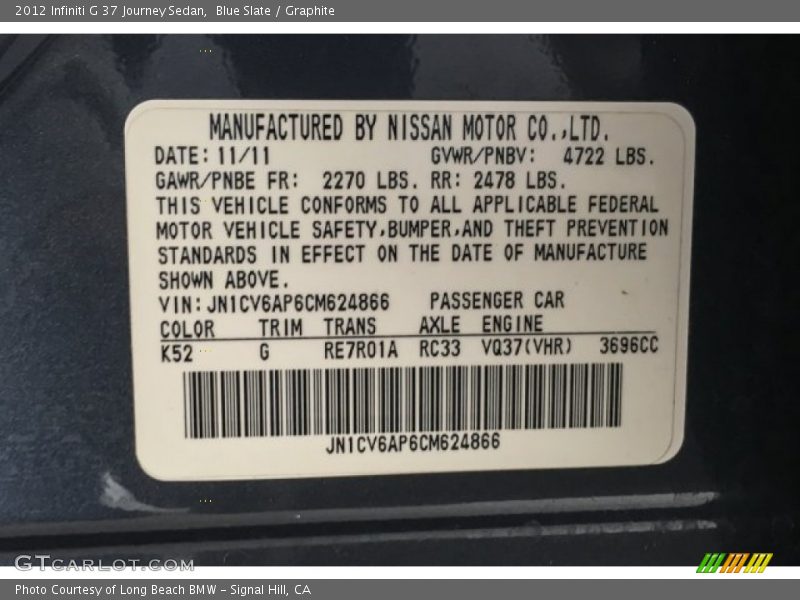 2012 Infiniti G 37 Journey Sedan, Blue Slate / Graphite
MANUFACTURED BY NISSAN MOTOR CO.,LTD.
DATE: 11/11 GVWR/PNBV: 4722 LBS.
GAWR/PNBE FR: 2270 LBS. RR: 2478 LBS.
THIS VEHICLE CONFORMS TO ALL APPLICABLE FEDERAL
MOTOR VEHICLE SAFETY,BUMPER,AND THEFT PREVENTION
STANDARDS IN EFFECT ON THE DATE OF MANUFACTURE
SHOWN ABOVE.
VIN: JN1CV6AP6CM624866 PASSENGER CAR
COLOR TRIM TRANS AXLE ENGINE
K52 G RE7R01A RC33 VQ37(VHR) 3696CC
JN1CV6AP6CM624866
GTCARLOT.COM
Photo Courtesy of Long Beach BMW - Signal Hill, CA